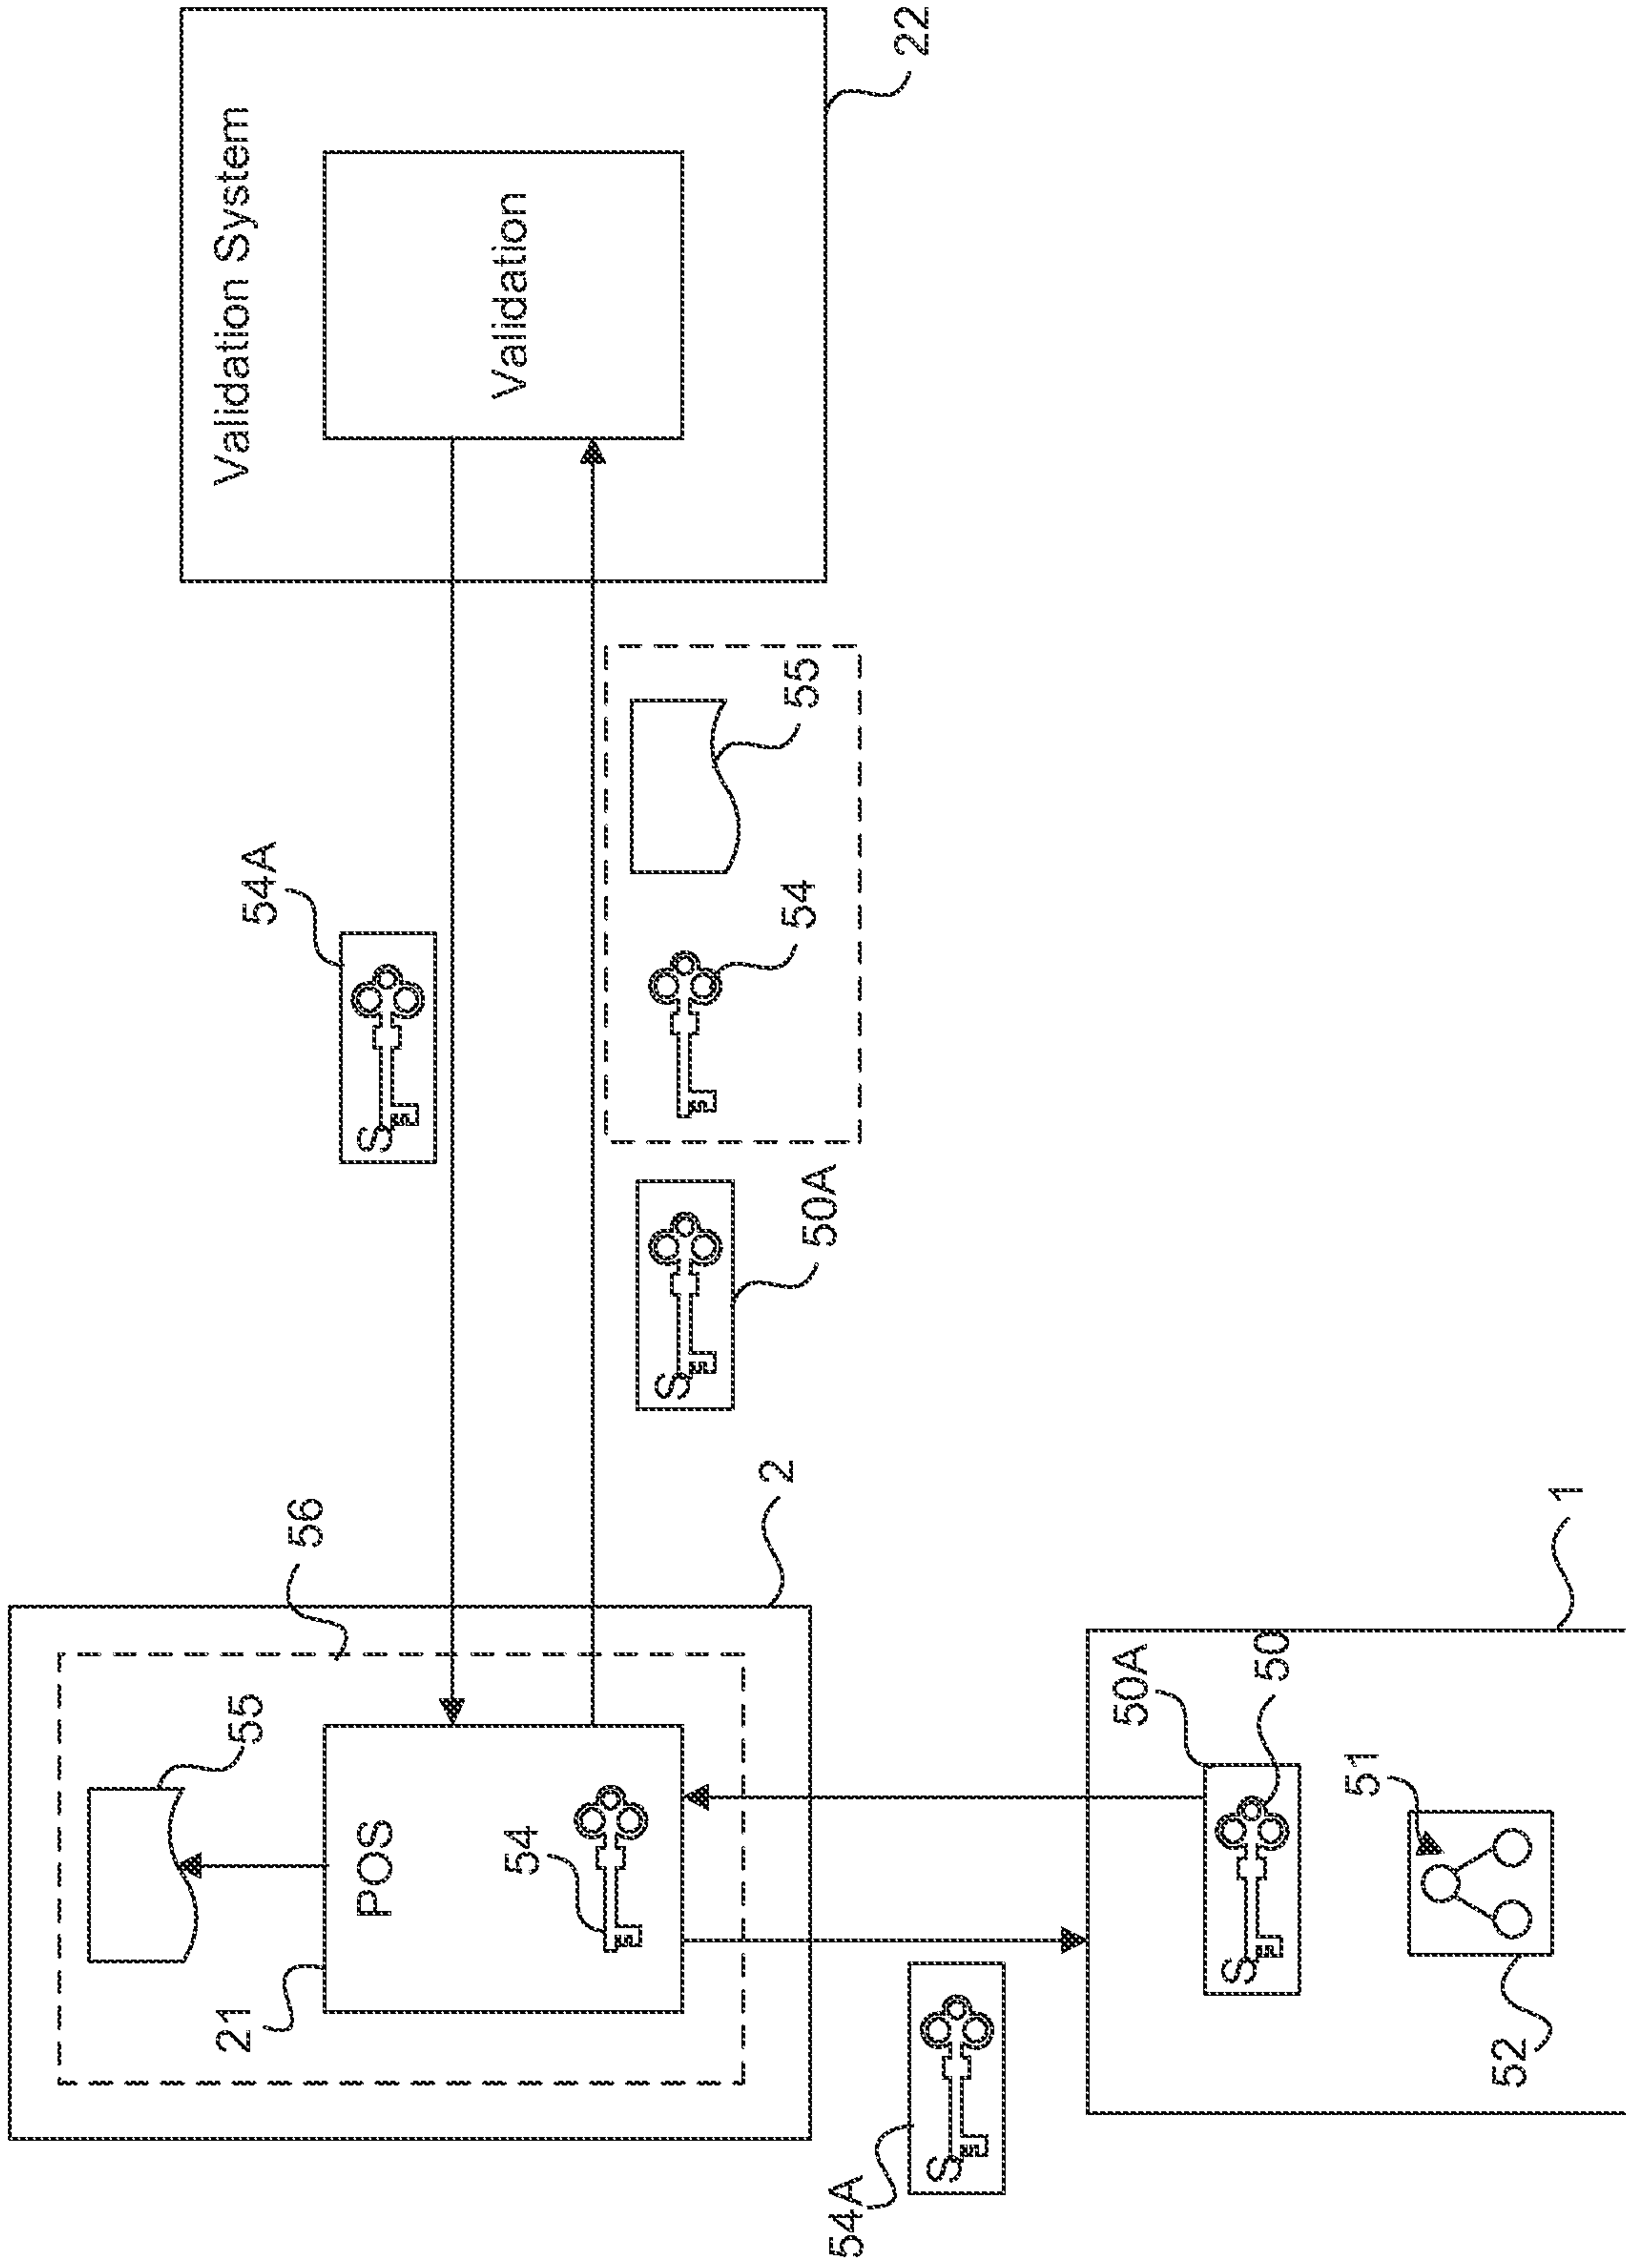 Validation System
Validation
22
54A
55
54
50A
56
2
55
POS
54
21
54A
S
S
S
S
1
50A
50
51
52